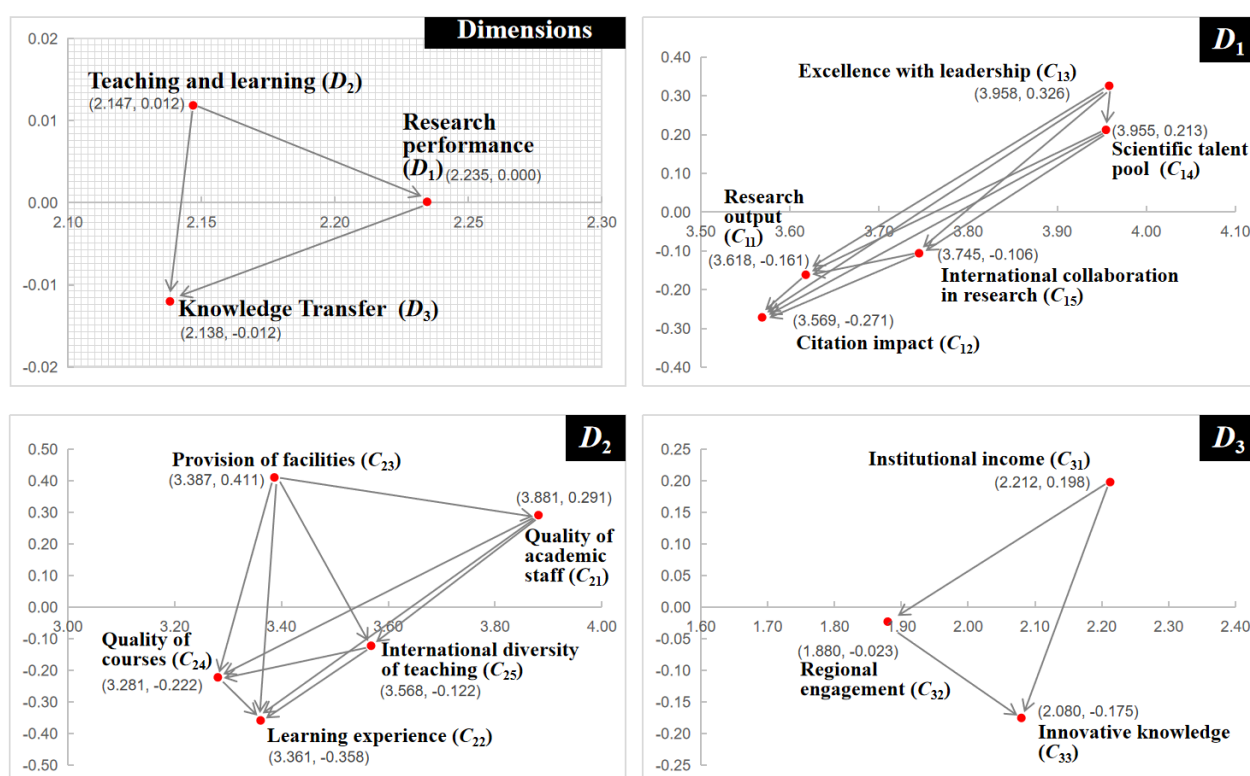 Dimensions
0.02
0.01
0.00
-0.01
-0.02
2.10
2.15
2.20
2.25
2.30
Teaching and learning (D2)
(2.147, 0.012)
Research
performance
(D1) (2.235, 0.000)
Knowledge Transfer (D3)
(2.138, -0.012)
D1
0.40
0.30
0.20
0.10
0.00
-0.10
-0.20
-0.30
-0.40
3.50
3.60
3.70
3.80
3.90
4.00
4.10
Excellence with leadership (C13)
(3.958, 0.326)
(3.955, 0.213)
Scientific talent
pool (C14)
Research
output
(C11)
(3.618, -0.161)
(3.745, -0.106)
International collaboration
in research (C15)
(3.569, -0.271)
Citation impact (C12)
D2
0.50
0.40
0.30
0.20
0.10
0.00
-0.10
-0.20
-0.30
-0.40
-0.50
3.00
3.20
3.40
3.60
3.80
4.00
Provision of facilities (C23)
(3.387, 0.411)
(3.881, 0.291)
Quality of
academic
staff (C21)
Quality of
courses (C24)
(3.281, -0.222)
International diversity
of teaching (C25)
(3.568, -0.122)
Learning experience (C22)
(3.361, -0.358)
D3
0.25
0.20
0.15
0.10
0.05
0.00
-0.05
-0.10
-0.15
-0.20
-0.25
1.60
1.70
1.80
1.90
2.00
2.10
2.20
2.30
2.40
Institutional income (C31)
(2.212, 0.198)
(1.880, -0.023)
Regional
engagement (C32)
(2.080, -0.175)
Innovative knowledge
(C33)